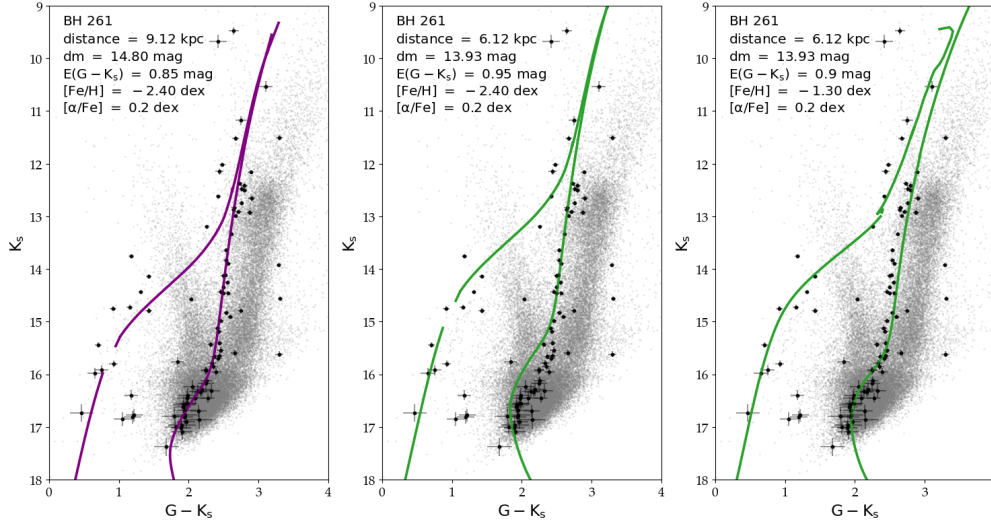 BH 261
distance = 9.12 kpc
dm = 14.80 mag
E(G − Kₛ) = 0.85 mag
[Fe/H] = −2.40 dex
[α/Fe] = 0.2 dex
9
10
11
12
13
14
15
16
17
18
Kₛ
0
1
2
3
4
G − Kₛ
BH 261
distance = 6.12 kpc
dm = 13.93 mag
E(G − Kₛ) = 0.95 mag
[Fe/H] = −2.40 dex
[α/Fe] = 0.2 dex
9
10
11
12
13
14
15
16
17
18
Kₛ
0
1
2
3
4
G − Kₛ
BH 261
distance = 6.12 kpc
dm = 13.93 mag
E(G − Kₛ) = 0.9 mag
[Fe/H] = −1.30 dex
[α/Fe] = 0.2 dex
9
10
11
12
13
14
15
16
17
18
Kₛ
0
1
2
3
G − Kₛ